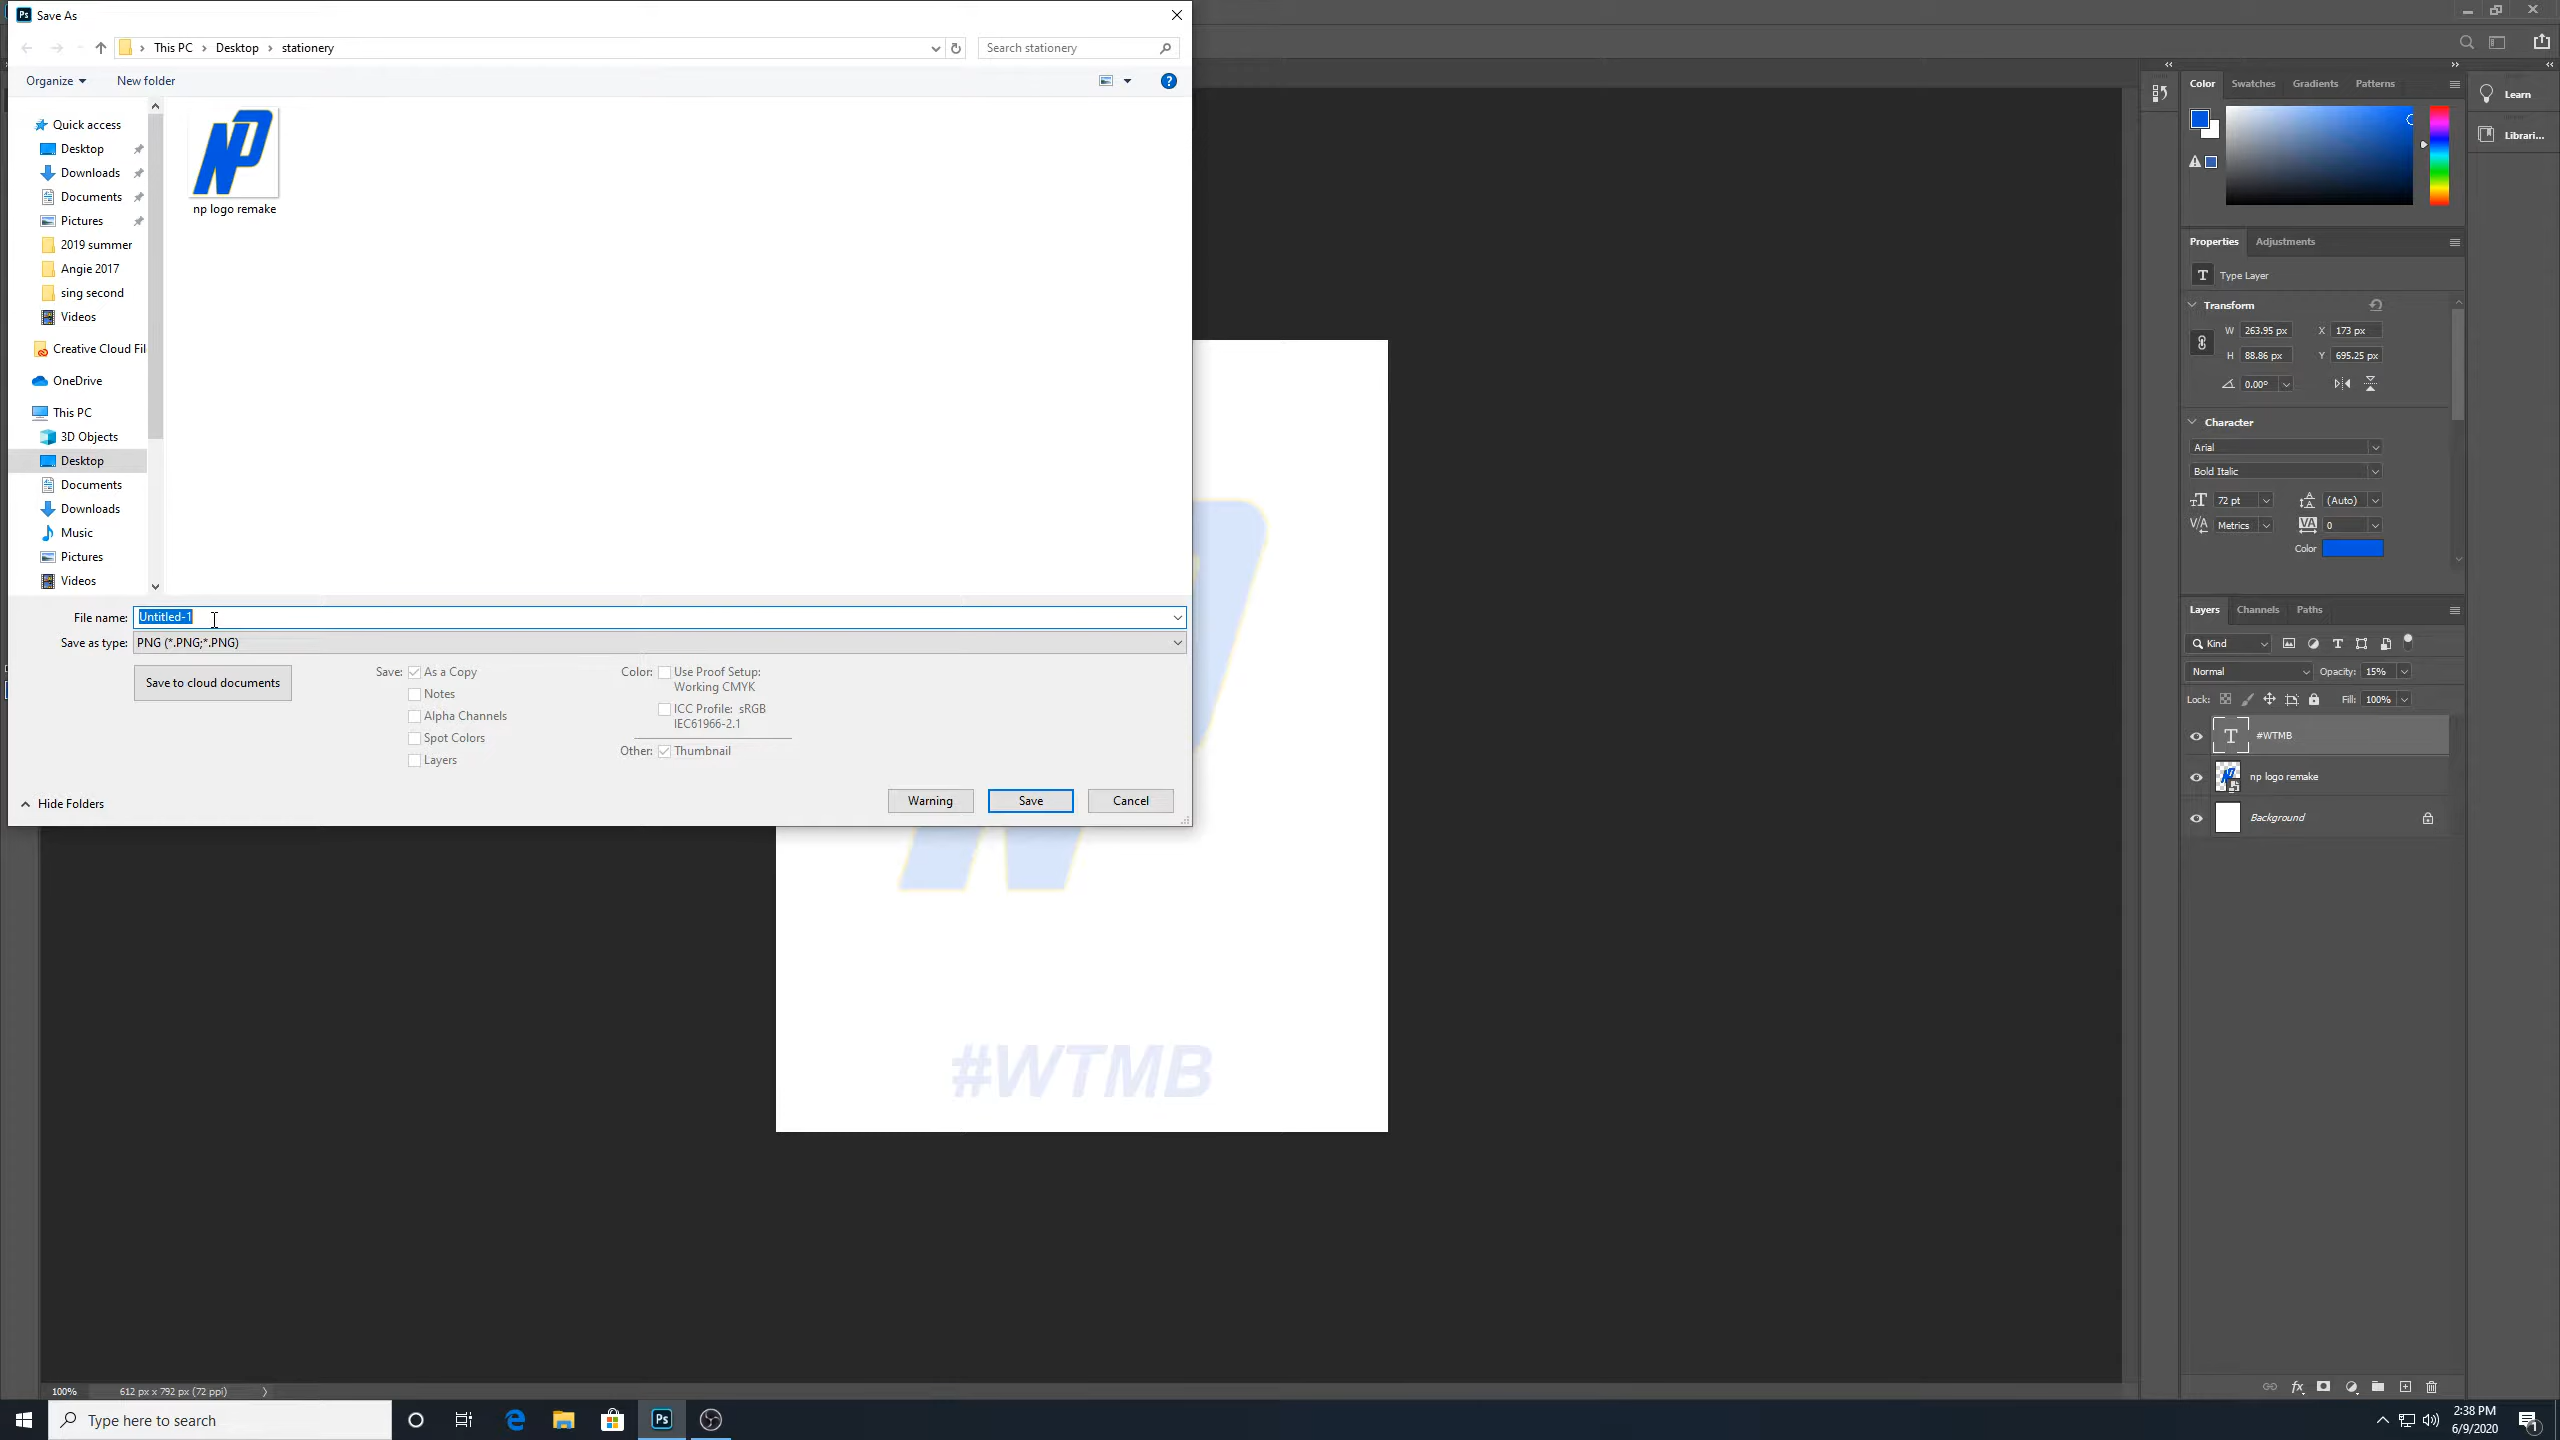 Ps Save As
This PC Desktop stationery
Search stationery
Organize
New folder
Quick access
Desktop
Downloads
Documents
Pictures
2019 summer
Angie 2017
sing second
Videos
Creative Cloud Fil
OneDrive
This PC
3D Objects
Desktop
Documents
Downloads
Music
Pictures
Videos
NP
np logo remake
File name: Untitled-1
Save as type: PNG (*.PNG;*.PNG)
Save to cloud documents
Save: As a Copy
Notes
Alpha Channels
Spot Colors
Layers
Color: Use Proof Setup:
Working CMYK
ICC Profile: sRGB
IEC61966-2.1
Other: Thumbnail
Hide Folders
Warning
Save
Cancel
#WTMB
Color Swatches Gradients Patterns
Learn
Librari...
Properties Adjustments
T Type Layer
Transform
W 263.95 px X 173 px
H 88.86 px Y 695.25 px
0.00°
Character
Arial
Bold Italic
72 pt (Auto)
Metrics 0
Color
Layers Channels Paths
Kind
Normal Opacity: 15%
Lock: Fill: 100%
T #WTMB
np logo remake
Background
100% 612 px x 792 px (72 ppi)
Type here to search
Ps
2:38 PM
6/9/2020
1